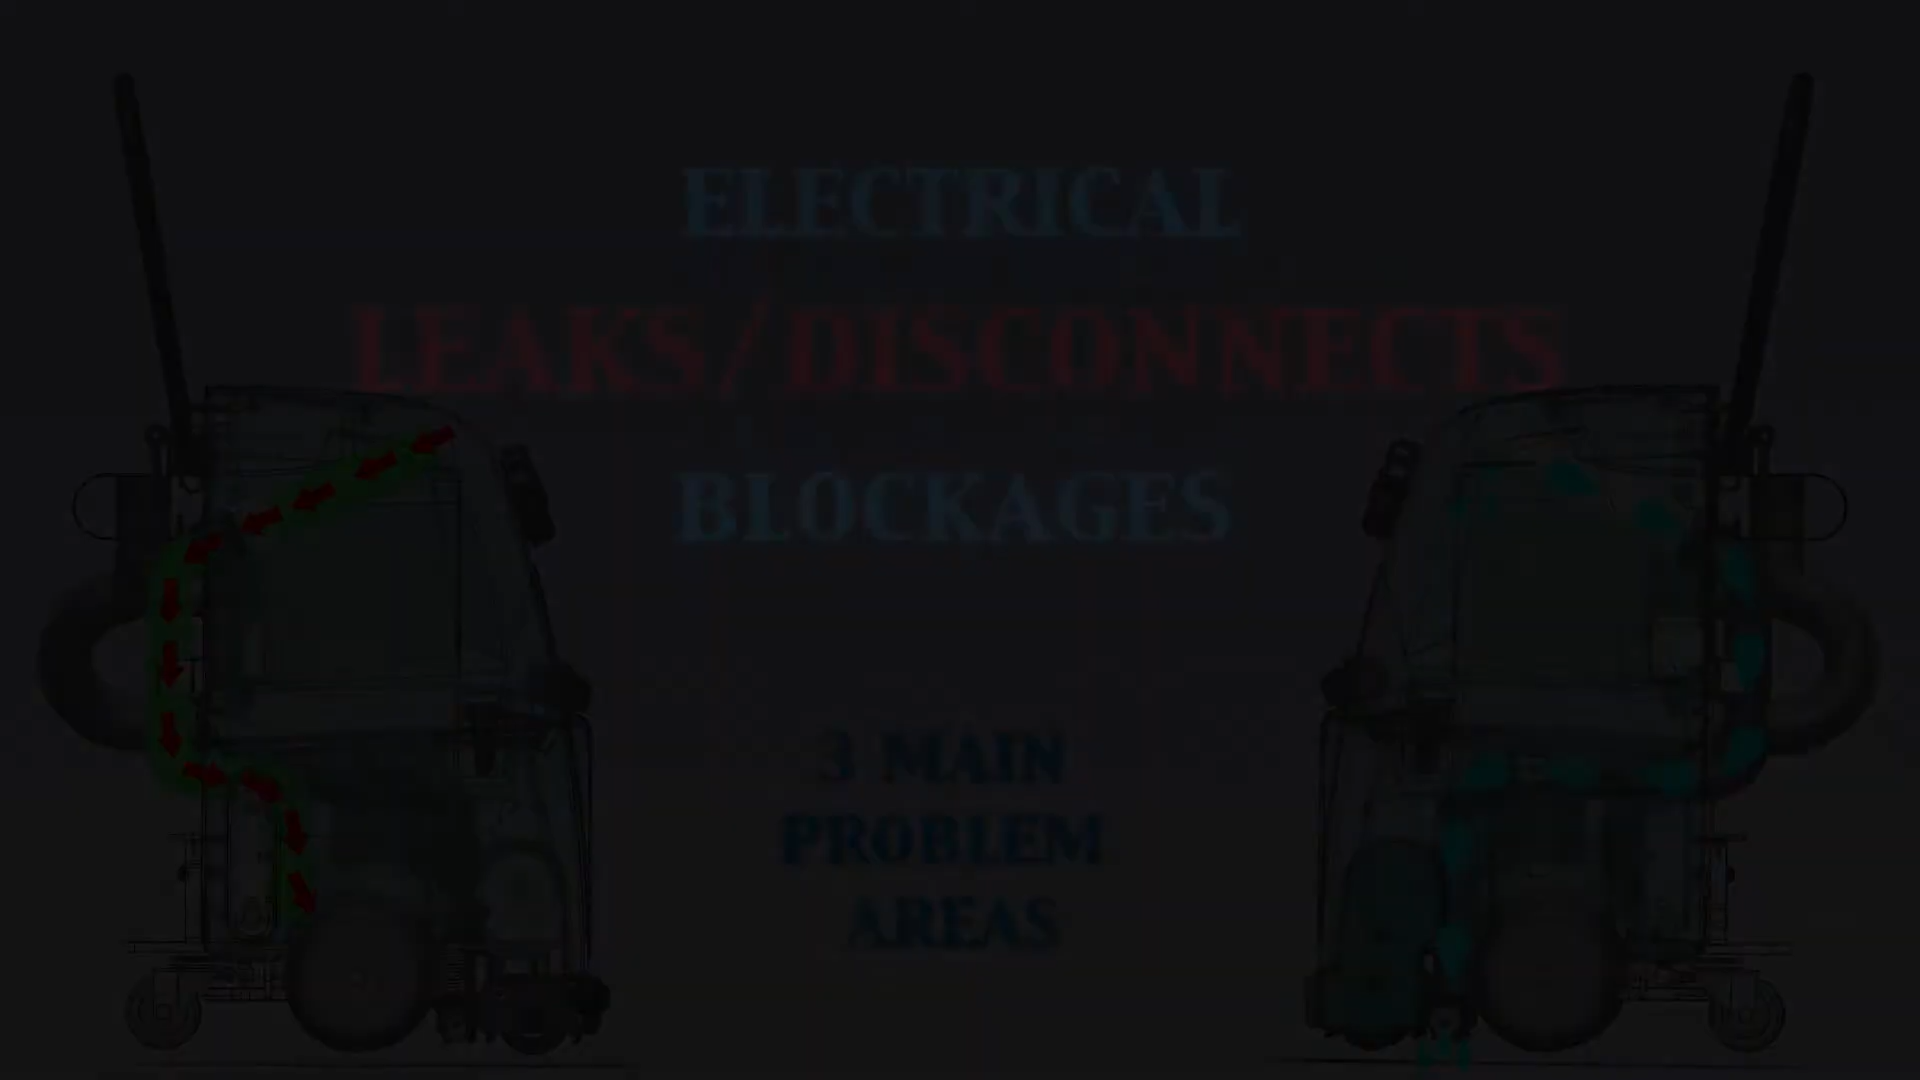 ELECTRICAL
LEAKS/DISCONNECTS
BLOCKAGES
3 MAIN
PROBLEM
AREAS